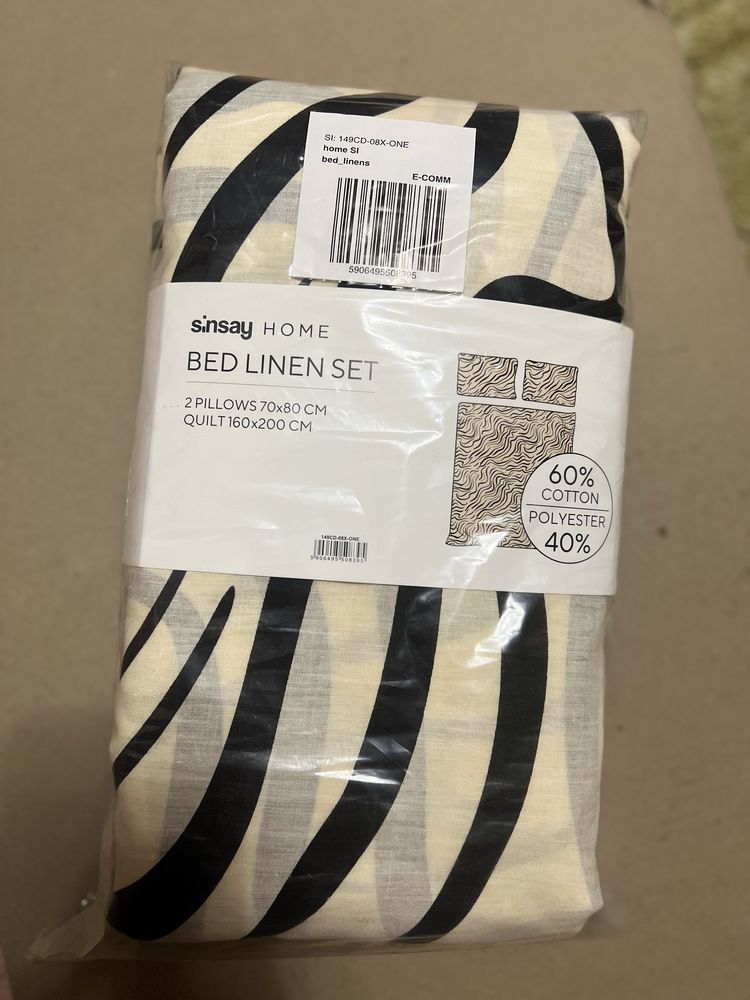 SI: 149CD-08X-ONE
home SI
bed_linens
E-COMM
5906495508395
sinsay HOME
BED LINEN SET
2 PILLOWS 70x80 CM
QUILT 160x200 CM
60%
COTTON
POLYESTER
40%
149CD-08X-ONE
5906495508395